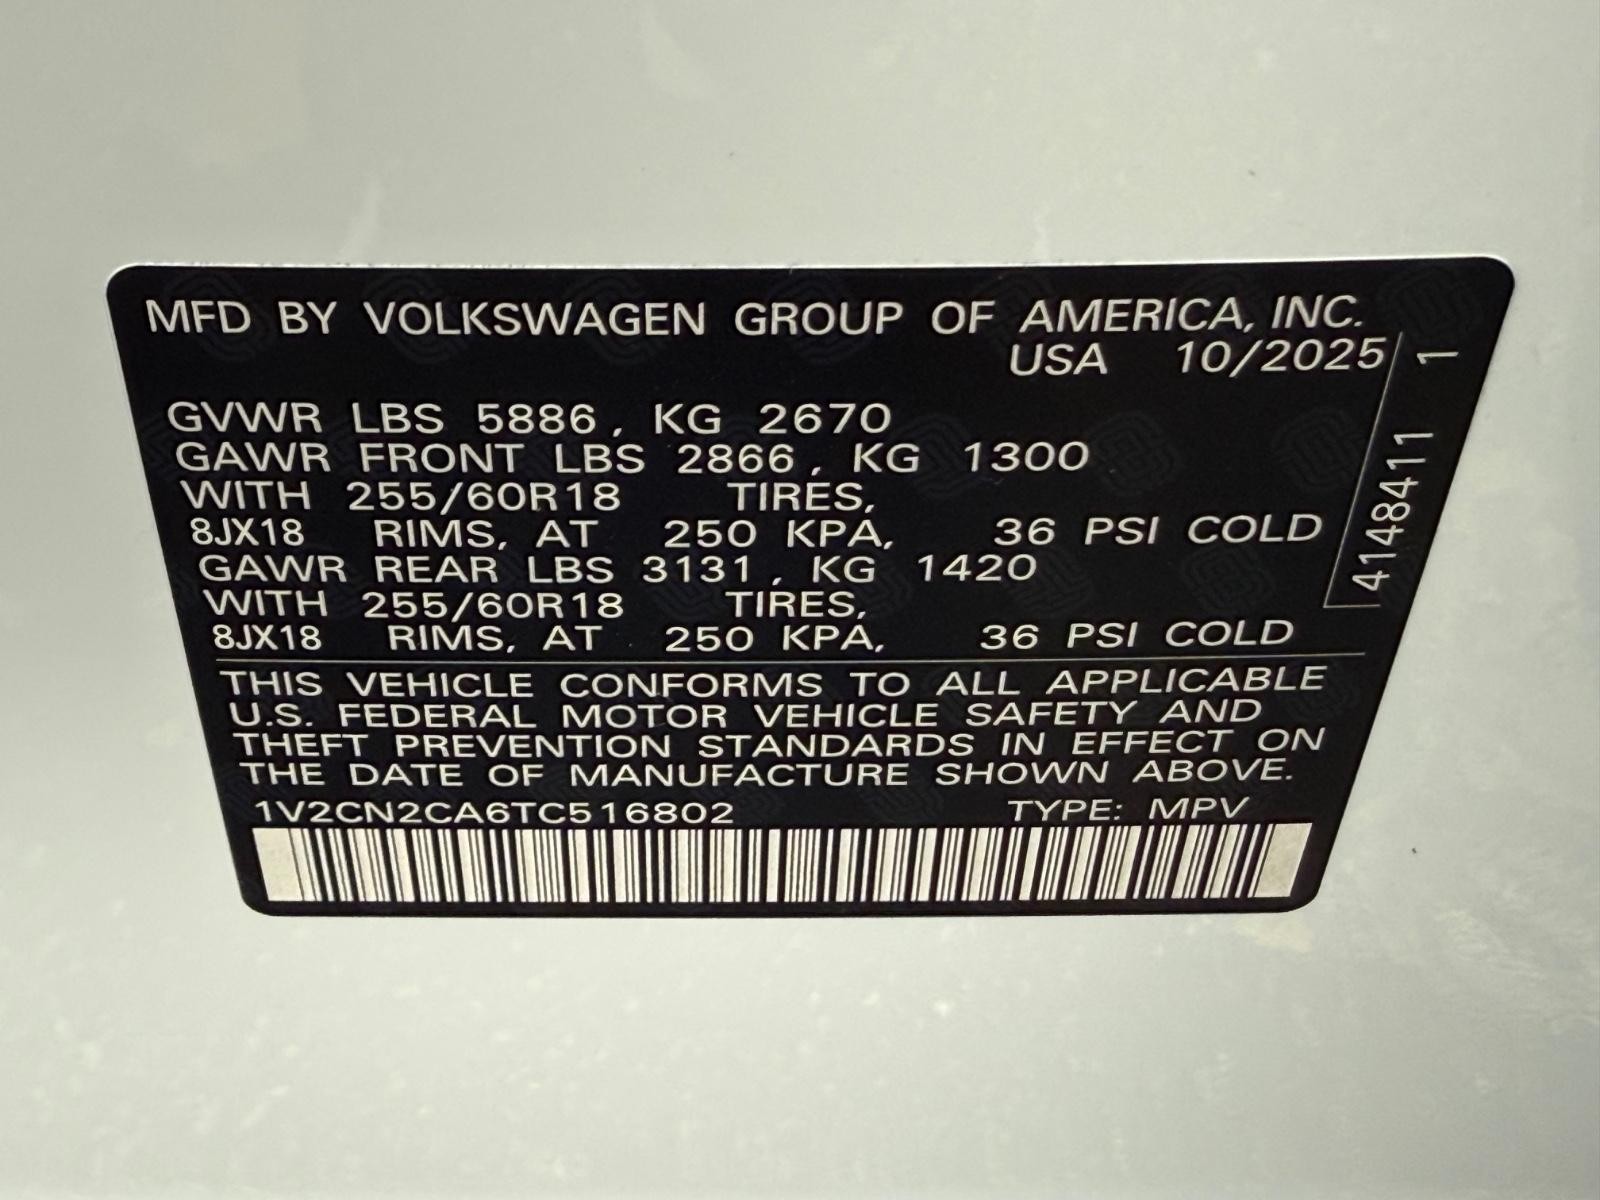 MFD BY VOLKSWAGEN GROUP OF AMERICA, INC.
USA 10/2025
GVWR LBS 5886, KG 2670
GAWR FRONT LBS 2866, KG 1300
WITH 255/60R18 TIRES,
8JX18 RIMS, AT 250 KPA, 36 PSI COLD
GAWR REAR LBS 3131, KG 1420
WITH 255/60R18 TIRES,
8JX18 RIMS, AT 250 KPA, 36 PSI COLD
THIS VEHICLE CONFORMS TO ALL APPLICABLE
U.S. FEDERAL MOTOR VEHICLE SAFETY AND
THEFT PREVENTION STANDARDS IN EFFECT ON
THE DATE OF MANUFACTURE SHOWN ABOVE.
1V2CN2CA6TC516802 TYPE: MPV
4148411 1